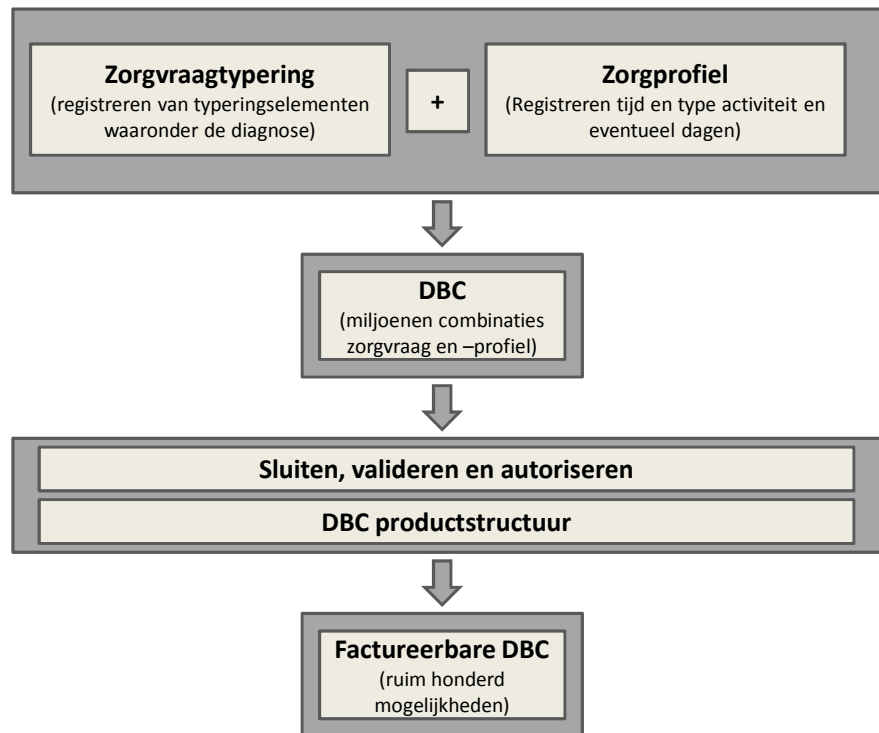 Zorgvraagtypering
(registreren van typeringselementen
waaronder de diagnose)
+
Zorgprofiel
(Registreren tijd en type activiteit en
eventueel dagen)
DBC
(miljoenen combinaties
zorgvraag en –profiel)
Sluiten, valideren en autoriseren
DBC productstructuur
Factureerbare DBC
(ruim honderd
mogelijkheden)